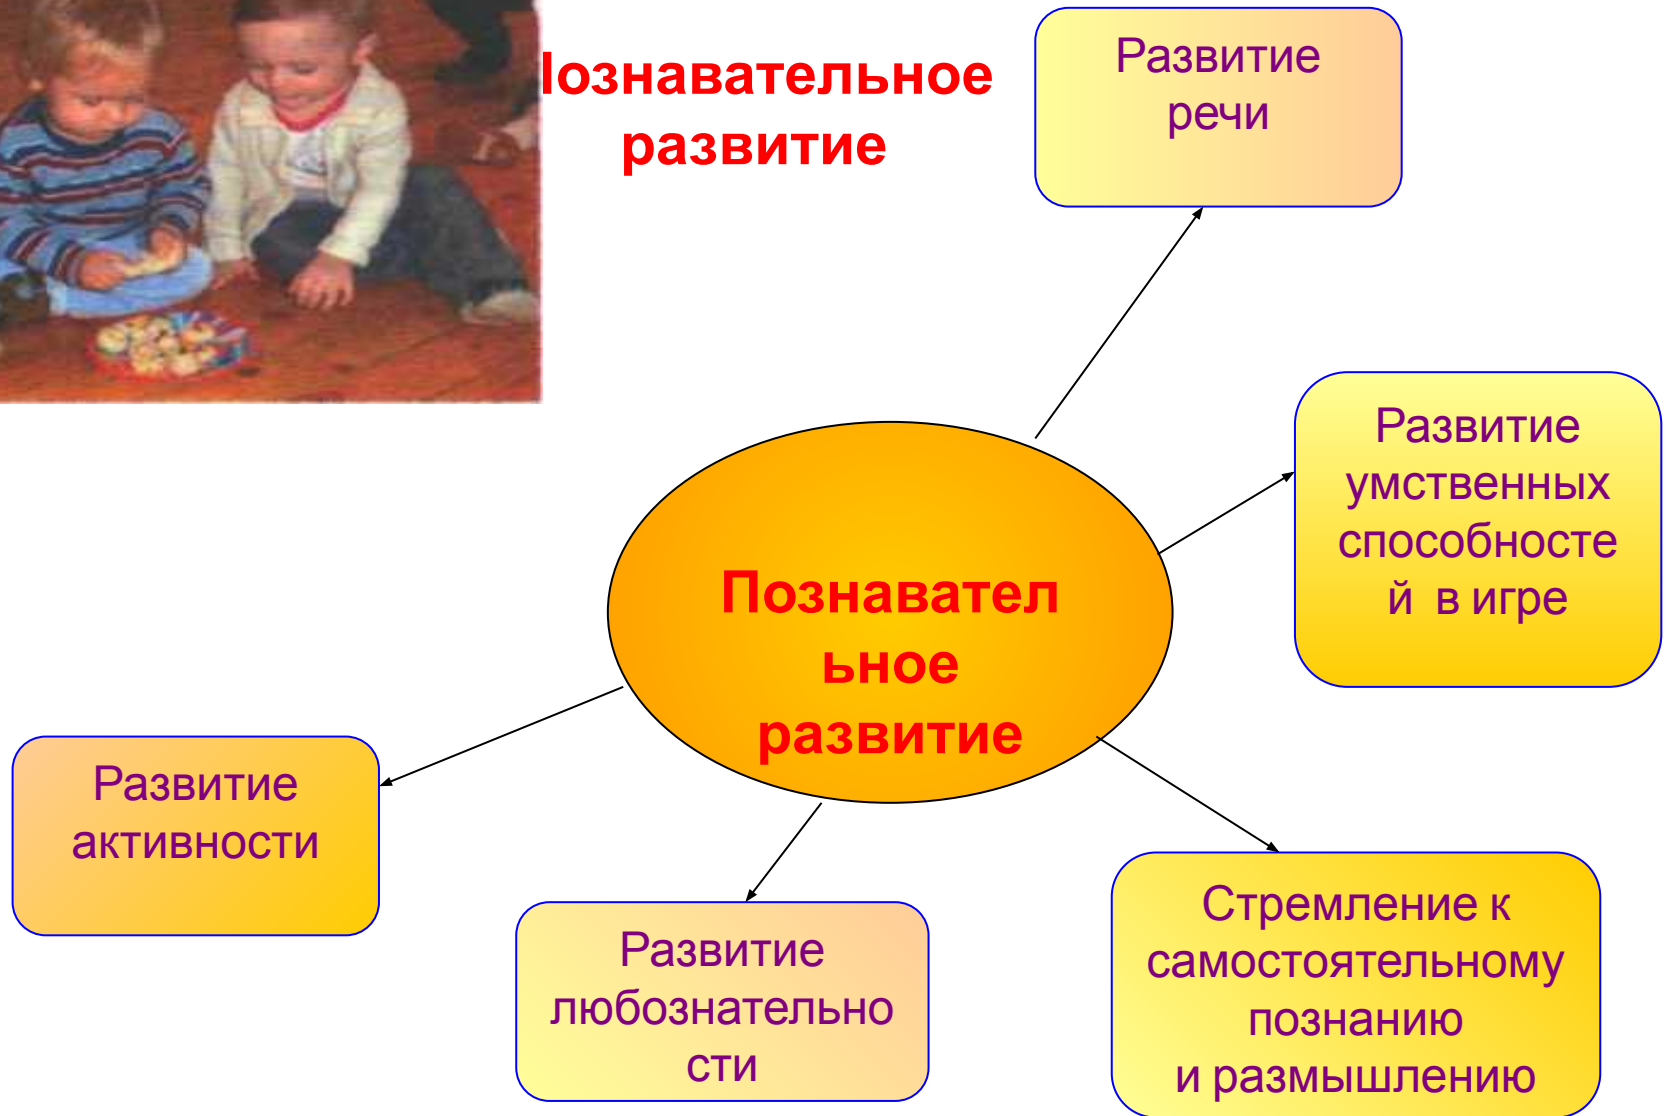 Познавательное
развитие
Развитие
речи
Развитие
умственных
способносте
й в игре
Познавател
ьное
развитие
Развитие
активности
Развитие
любознательно
сти
Стремление к
самостоятельному
познанию
и размышлению